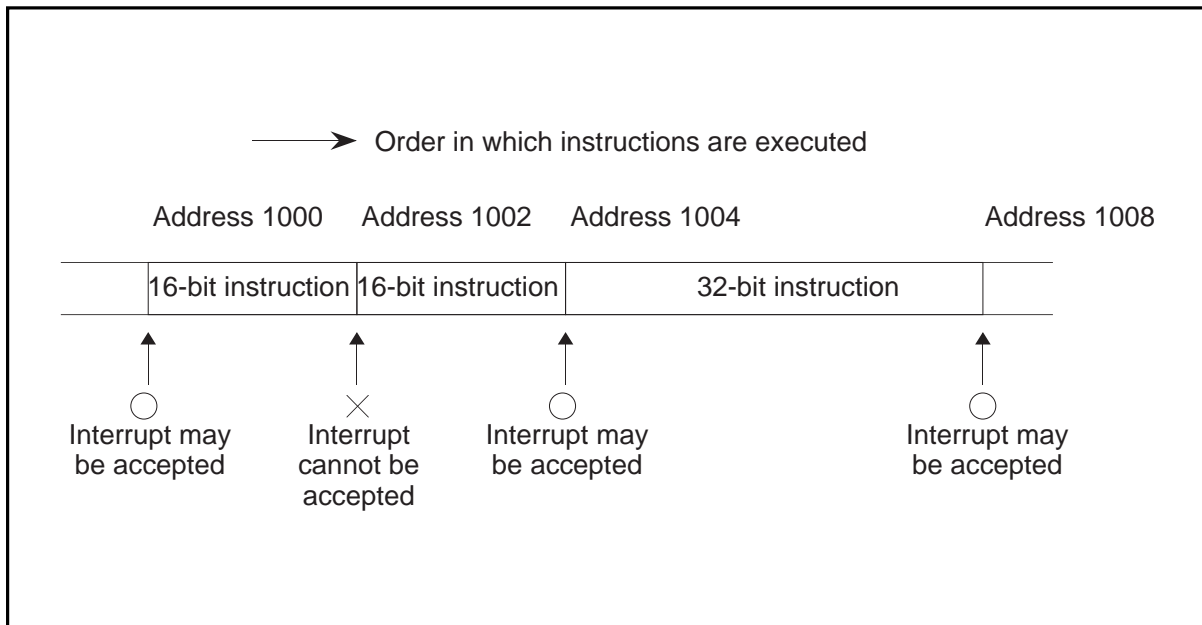 Order in which instructions are executed
Address 1000
Address 1002
Address 1004
Address 1008
16-bit instruction
16-bit instruction
32-bit instruction
Interrupt may
be accepted
Interrupt
cannot be
accepted
Interrupt may
be accepted
Interrupt may
be accepted